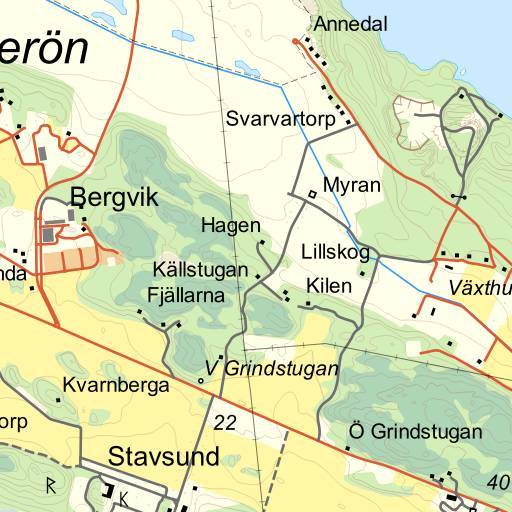 Annedal
erön
Svarvartorp
Myran
Bergvik
Hagen
Lillskog
Källstugan
nda
Kilen
Växthu
Fjällarna
V Grindstugan
Kvarnberga
orp
22
Ö Grindstugan
Stavsund
40
R
K